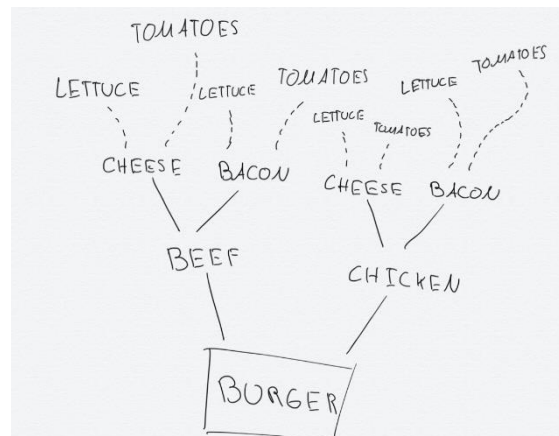 TOMATOES
LETTUCE
LETTUCE
TOMATOES
LETTUCE
TOMATOES
LETTUCE
TOMATOES
CHEESE
BACON
CHEESE
BACON
BEEF
CHICKEN
BURGER